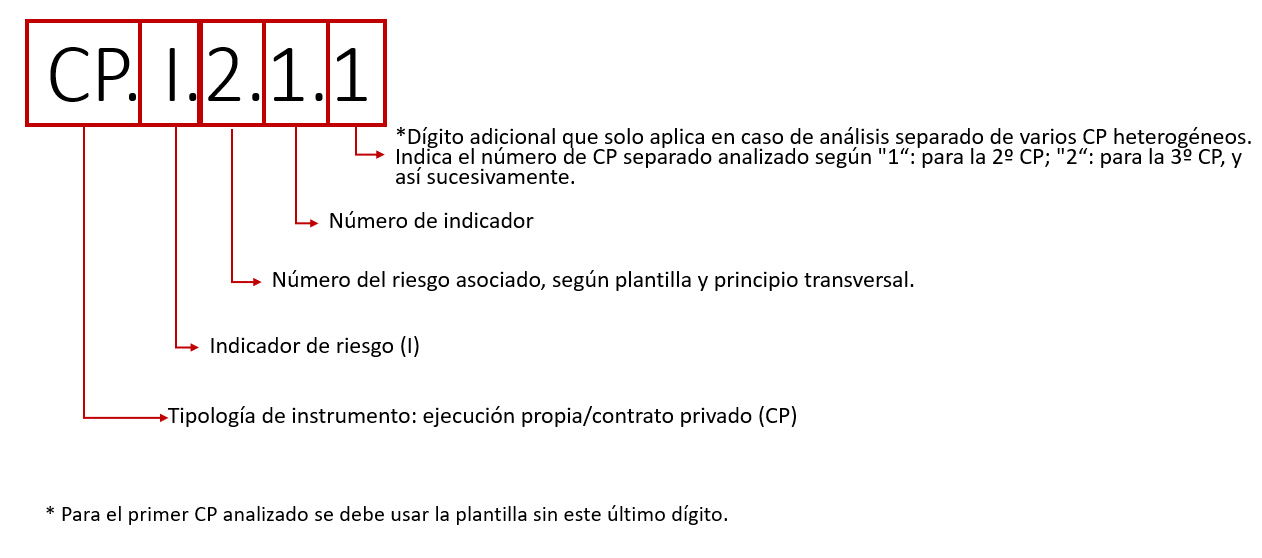 CP. I.2.1.1
*Dígito adicional que solo aplica en caso de análisis separado de varios CP heterogéneos.
Indica el número de CP separado analizado según "1“: para la 2º CP; "2“: para la 3º CP, y
así sucesivamente.
Número de indicador
Número del riesgo asociado, según plantilla y principio transversal.
Indicador de riesgo (I)
Tipología de instrumento: ejecución propia/contrato privado (CP)
* Para el primer CP analizado se debe usar la plantilla sin este último dígito.